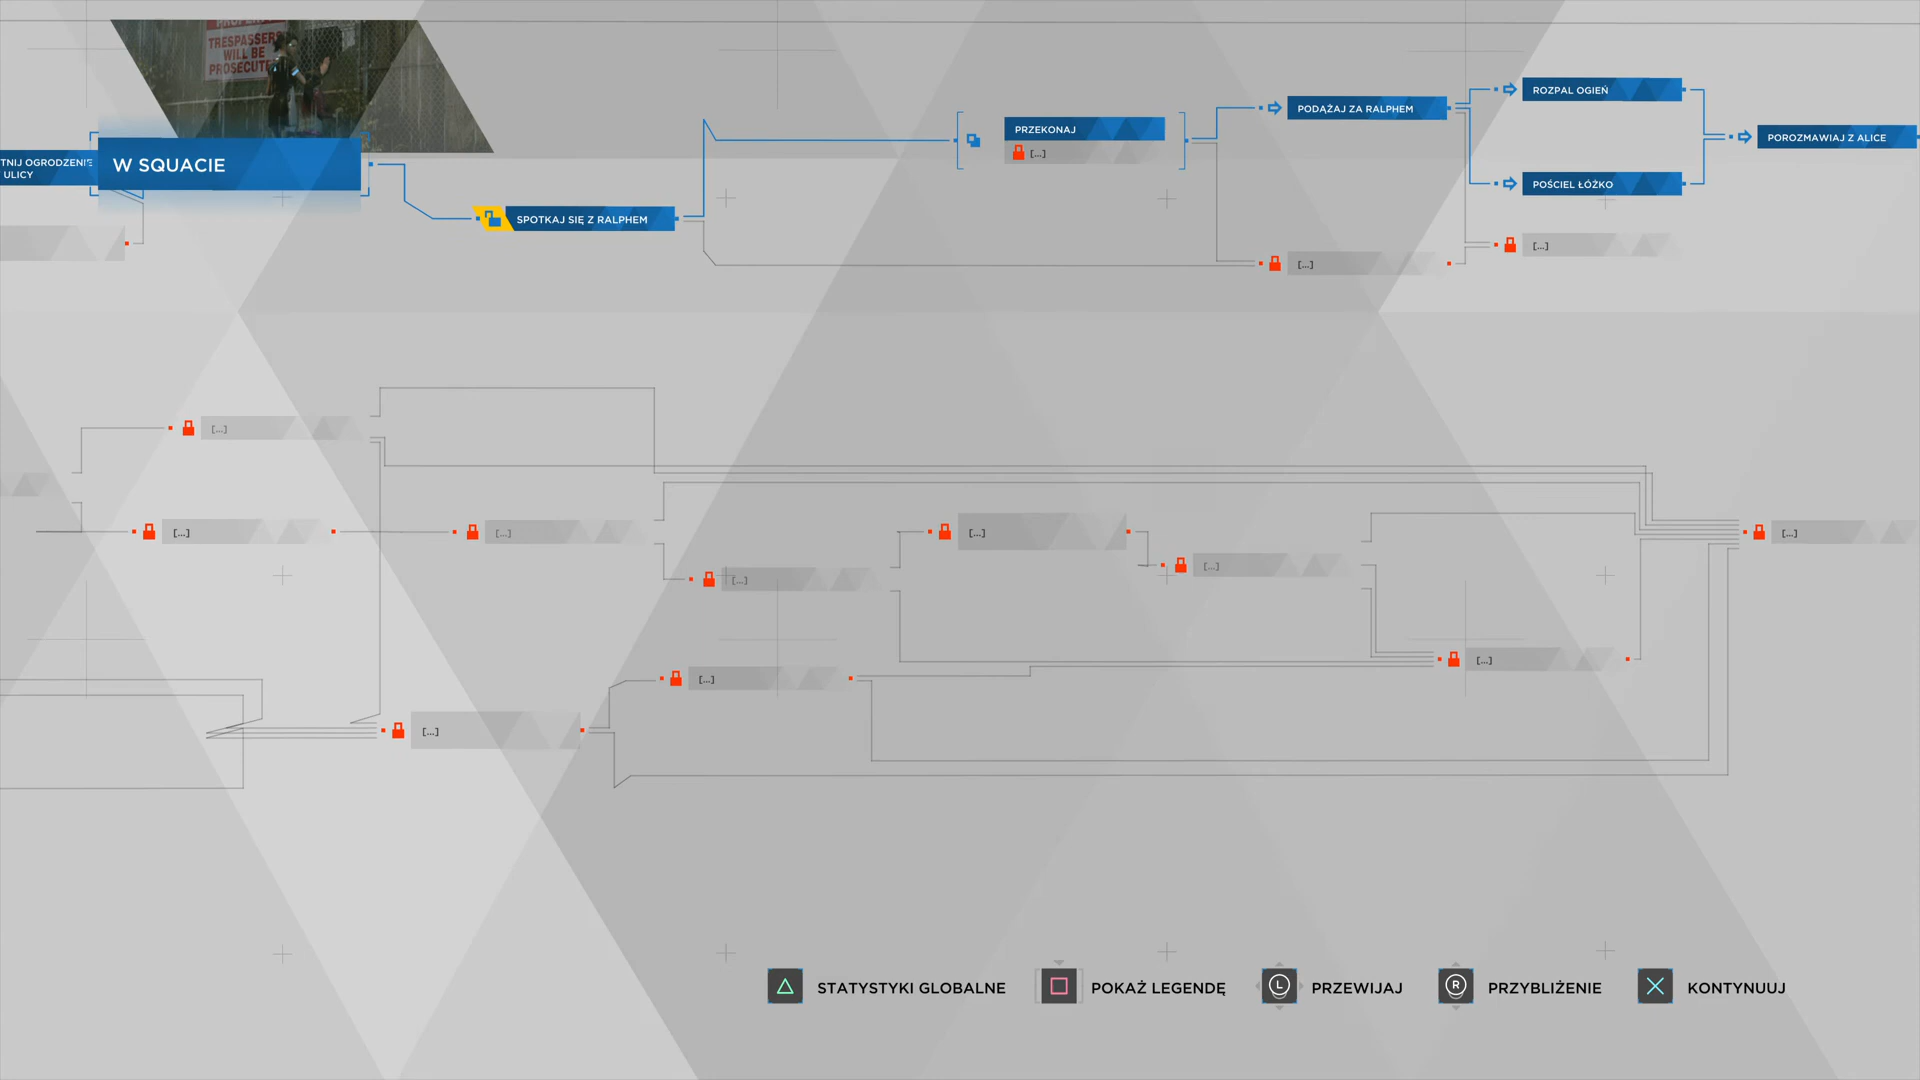 PROPERTY
TRESPASSERS
WILL BE
PROSECUTED
TNIJ OGRODZENIE
ULICY
W SQUACIE
SPOTKAJ SIĘ Z RALPHEM
PRZEKONAJ
[...]
PODĄŻAJ ZA RALPHEM
[...]
ROZPAL OGIEŃ
POŚCIEL ŁÓŻKO
[...]
POROZMAWIAJ Z ALICE
[...]
[...]
[...]
[...]
[...]
[...]
[...]
[...]
[...]
[...]
STATYSTYKI GLOBALNE
POKAŻ LEGENDĘ
L
PRZEWIJAJ
R
PRZYBLIŻENIE
KONTYNUUJ